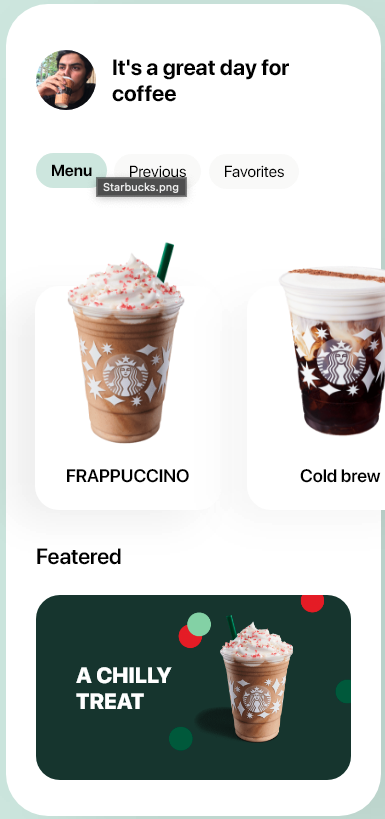 It's a great day for
coffee
Menu
Previous
Favorites
Starbucks.png
FRAPPUCCINO
Cold brew
Featered
A CHILLY
TREAT